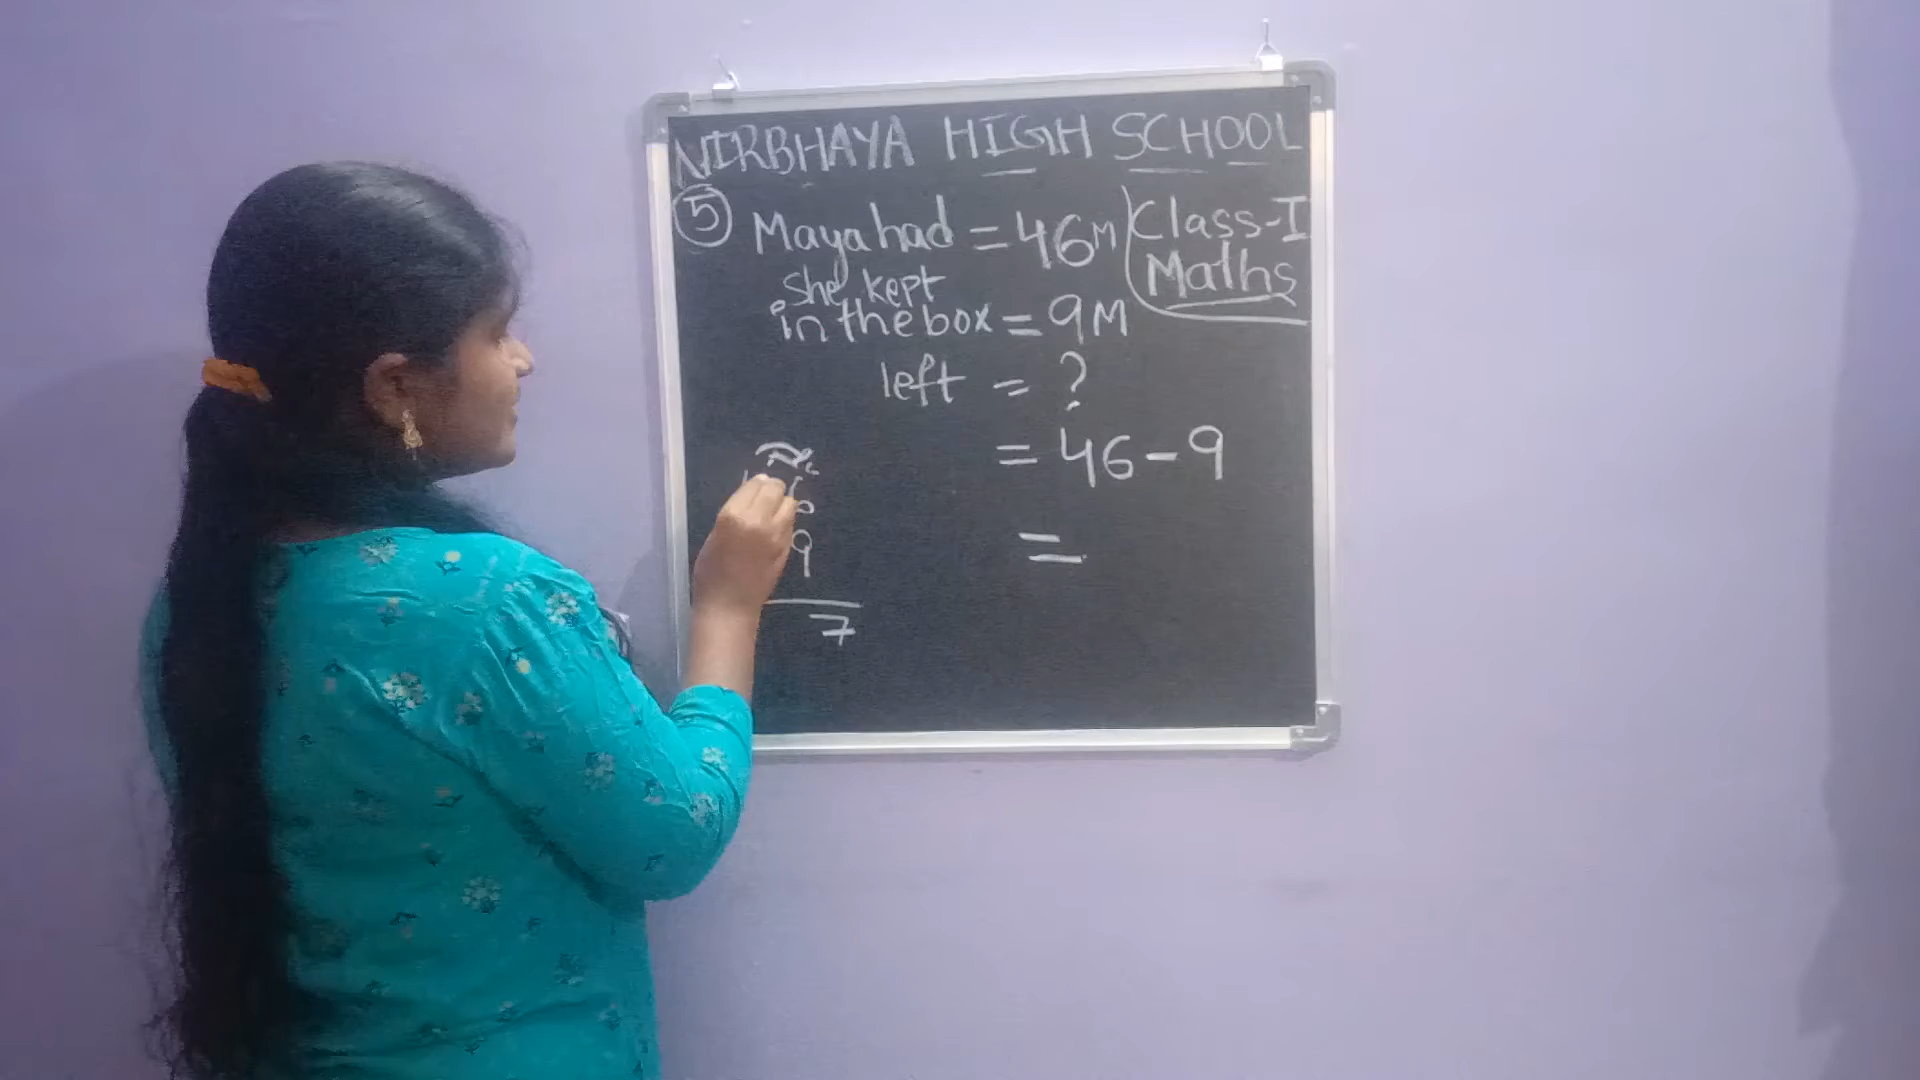 NIRBHAYA HIGH SCHOOL
5 Maya had = 46M
Class-I
Maths
she kept
in the box = 9M
left = ?
= 46-9
=
6
9
7